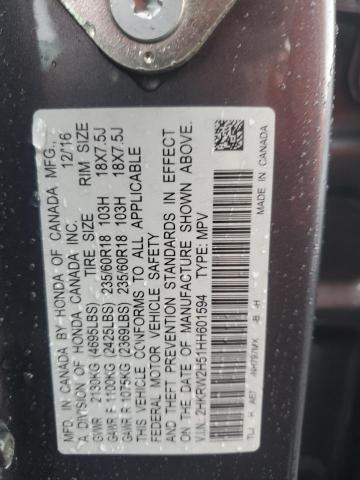 MFD. IN CANADA BY HONDA OF CANADA MFG.,
A DIVISION OF HONDA CANADA INC. 12/16
TIRE SIZE RIM SIZE
GVWR 2130KG (4695LBS)
GAWR F 1100KG (2425LBS) 235/60R18 103H 18X7.5J
GAWR R 1075KG (2369LBS) 235/60R18 103H 18X7.5J
THIS VEHICLE CONFORMS TO ALL APPLICABLE
FEDERAL MOTOR VEHICLE SAFETY
AND THEFT PREVENTION STANDARDS IN EFFECT
ON THE DATE OF MANUFACTURE SHOWN ABOVE.
V.I.N. 2HKRW2H51HH601594 TYPE: MPV
MADE IN CANADA
TLJ H AE7 -NH797MX -B -H